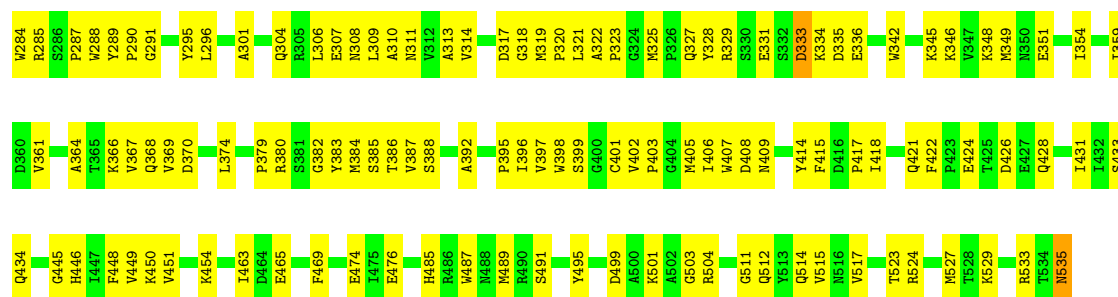 W284 R285 S286 P287 W288 Y289 P290 G291 Y295 L296 A301 Q304 R305 L306 E307 N308 L309 A310 N311 V312 A313 V314 D317 G318 M319 P320 L321 A322 P323 G324 M325 P326 Q327 Y328 R329 S330 E331 S332 D333 K334 D335 E336 W342 K345 K346 V347 K348 M349 N350 E351 I354 I359
D360 V361 A364 T365 K366 V367 Q368 V369 D370 L374 P379 R380 S381 G382 Y383 M384 S385 T386 V387 S388 A392 P395 I396 V397 W398 S399 G400 C401 V402 P403 G404 M405 I406 W407 D408 N409 Y414 F415 D416 P417 I418 Q421 F422 P423 E424 T425 D426 E427 Q428 I431 I432 S433
Q434 G445 H446 I447 F448 V449 K450 V451 K454 I463 D464 E465 F469 E474 I475 E476 H485 R486 W487 N488 M489 R490 S491 Y495 D499 A500 K501 A502 G503 R504 G511 Q512 Y513 Q514 V515 N516 V517 T523 R524 M527 T528 K529 R533 T534 N535